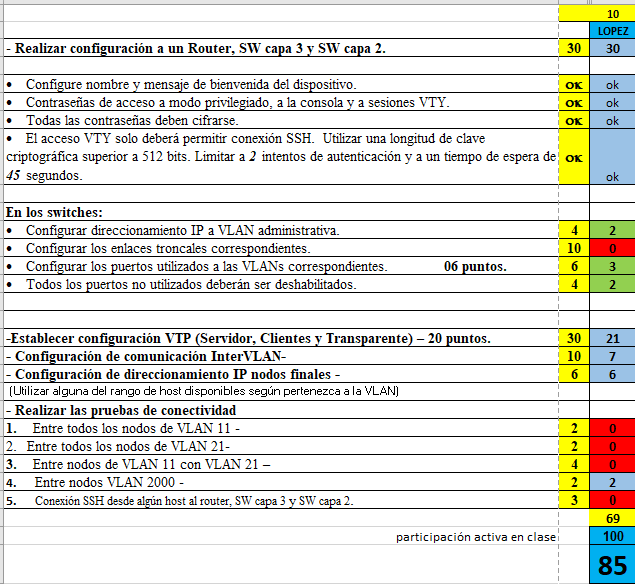 10
LOPEZ
- Realizar configuración a un Router, SW capa 3 y SW capa 2. 30 30
• Configure nombre y mensaje de bienvenida del dispositivo. OK ok
• Contraseñas de acceso a modo privilegiado, a la consola y a sesiones VTY. OK ok
• Todas las contraseñas deben cifrarse. OK ok
• El acceso VTY solo deberá permitir conexión SSH. Utilizar una longitud de clave
criptográfica superior a 512 bits. Limitar a 2 intentos de autenticación y a un tiempo de espera de OK
45 segundos. ok
En los switches:
• Configurar direccionamiento IP a VLAN administrativa. 4 2
• Configurar los enlaces troncales correspondientes. 10 0
• Configurar los puertos utilizados a las VLANs correspondientes. 06 puntos. 6 3
• Todos los puertos no utilizados deberán ser deshabilitados. 4 2
-Establecer configuración VTP (Servidor, Clientes y Transparente) – 20 puntos. 30 21
- Configuración de comunicación InterVLAN- 10 7
- Configuración de direccionamiento IP nodos finales - 6 6
(Utilizar alguna del rango de host disponibles según pertenezca a la VLAN)
- Realizar las pruebas de conectividad
1. Entre todos los nodos de VLAN 11 - 2 0
2. Entre todos los nodos de VLAN 21- 2 0
3. Entre nodos de VLAN 11 con VLAN 21 – 4 0
4. Entre nodos VLAN 2000 - 2 2
5. Conexión SSH desde algún host al router, SW capa 3 y SW capa 2. 3 0
69
participación activa en clase 100
85